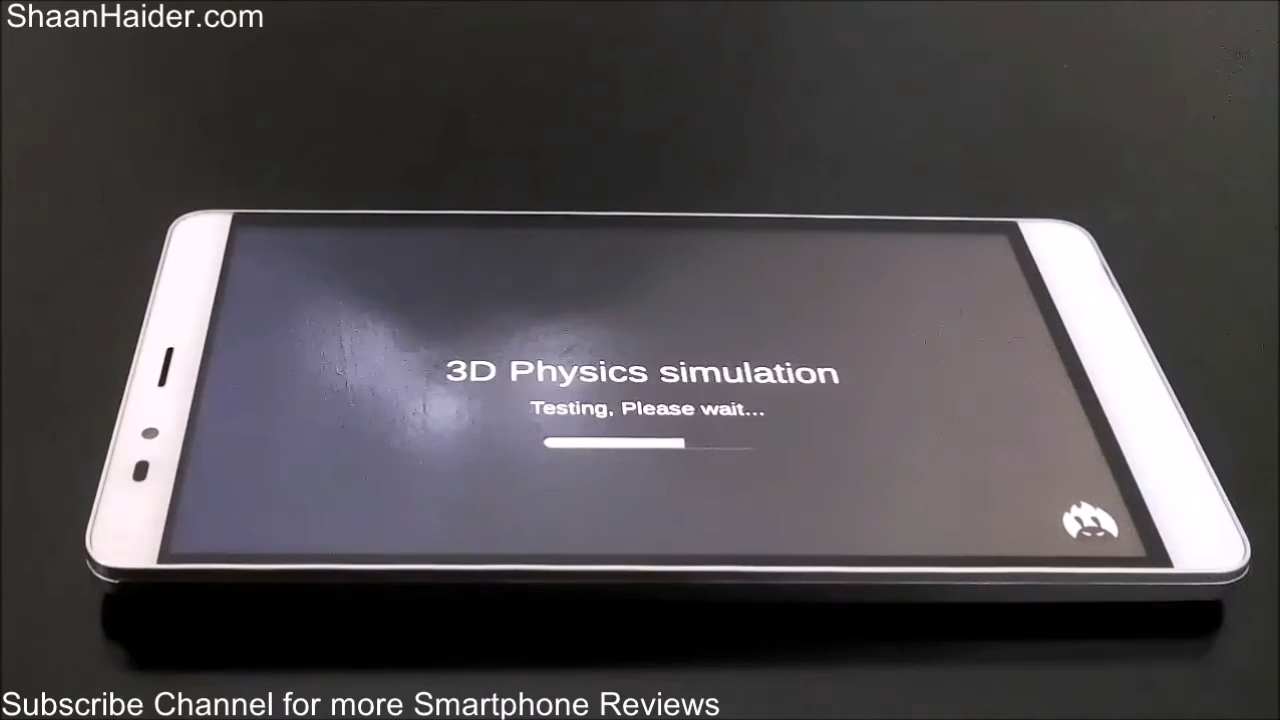 ShaanHaider.com
3D Physics simulation
Testing, Please wait...
Subscribe Channel for more Smartphone Reviews